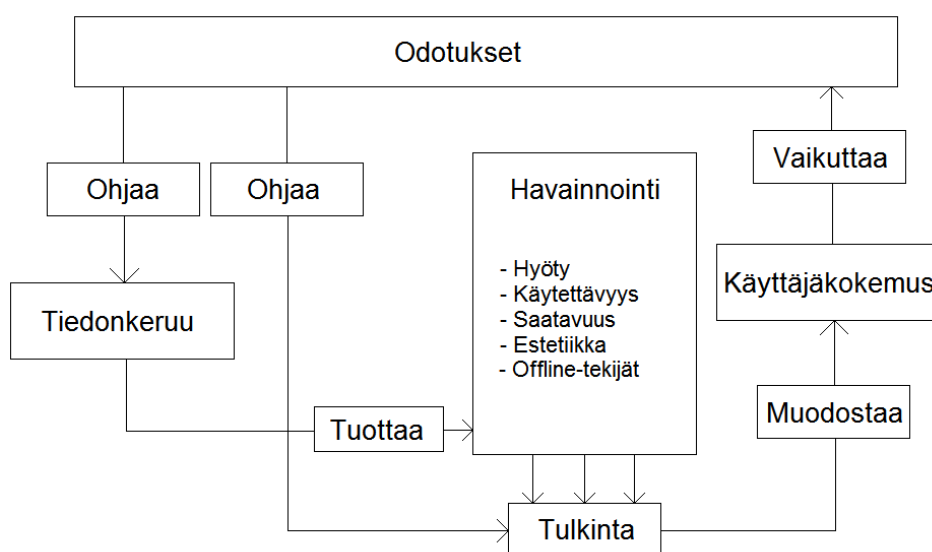 Odotukset
Ohjaa
Ohjaa
Tiedonkeruu
Tuottaa
Havainnointi
- Hyöty
- Käytettävyys
- Saatavuus
- Estetiikka
- Offline-tekijät
Tulkinta
Muodostaa
Käyttäjäkokemus
Vaikuttaa